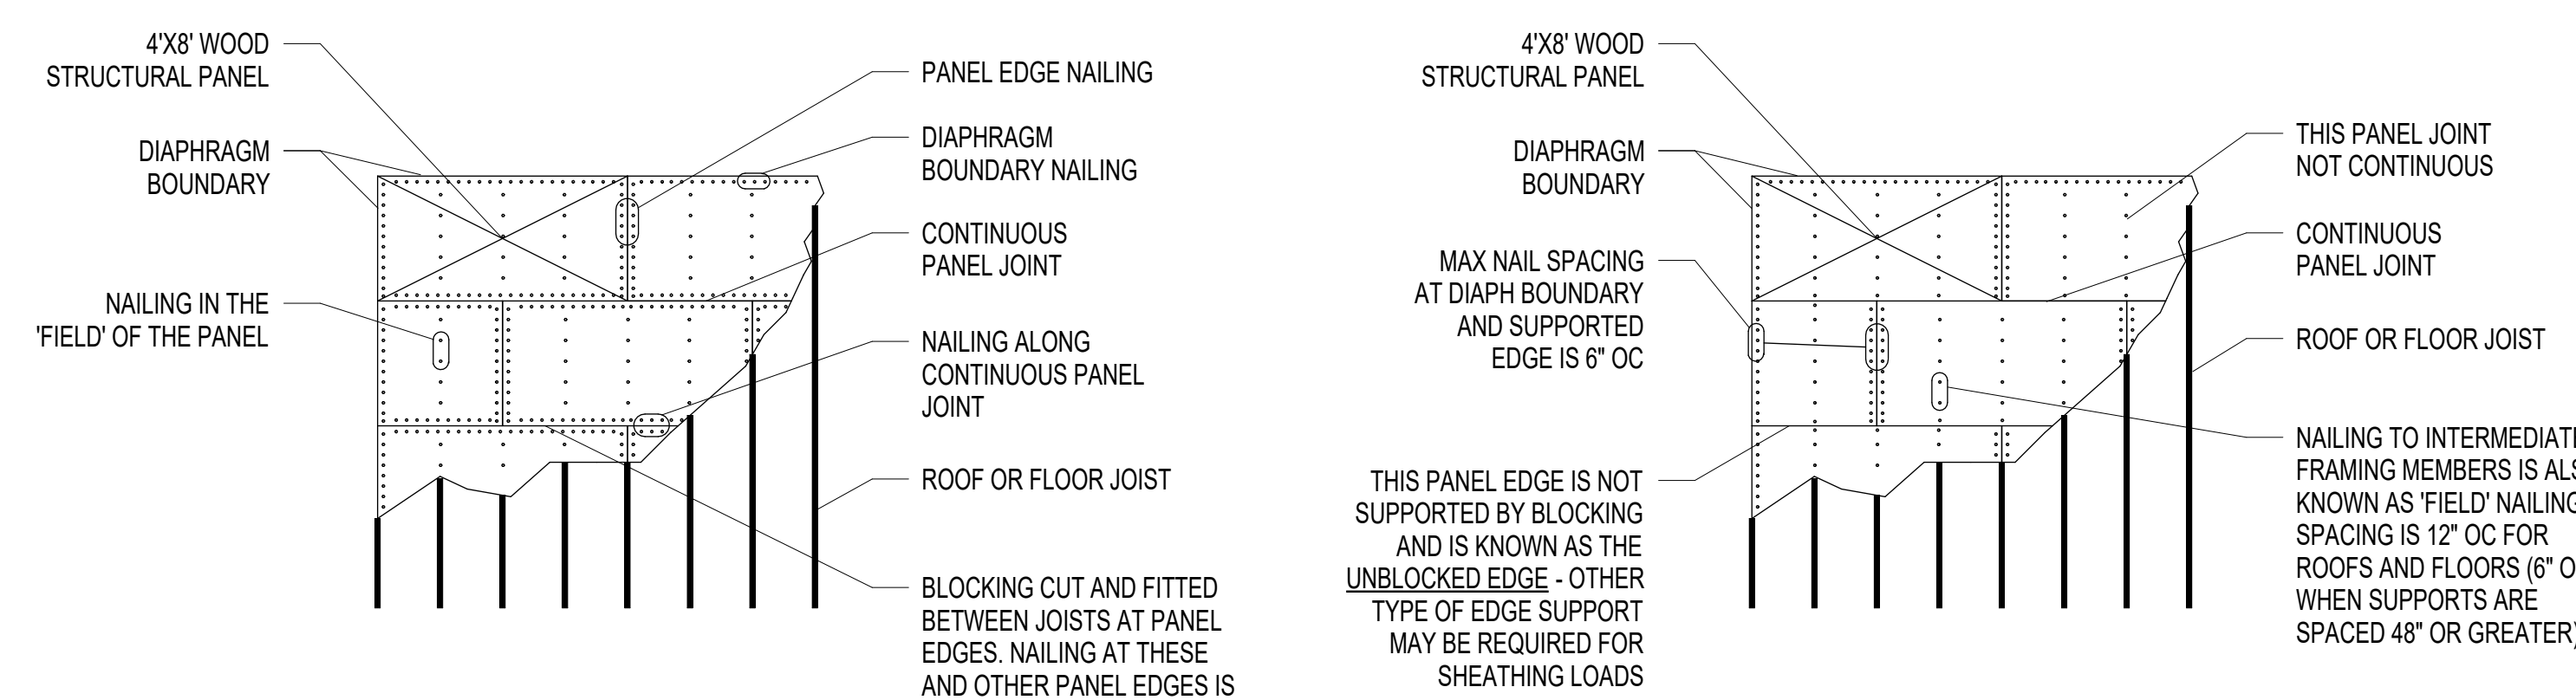 4'X8' WOOD
STRUCTURAL PANEL
DIAPHRAGM
BOUNDARY
NAILING IN THE
'FIELD' OF THE PANEL
PANEL EDGE NAILING
DIAPHRAGM
BOUNDARY NAILING
CONTINUOUS
PANEL JOINT
NAILING ALONG
CONTINUOUS PANEL
JOINT
ROOF OR FLOOR JOIST
BLOCKING CUT AND FITTED
BETWEEN JOISTS AT PANEL
EDGES. NAILING AT THESE
AND OTHER PANEL EDGES IS
4'X8' WOOD
STRUCTURAL PANEL
DIAPHRAGM
BOUNDARY
MAX NAIL SPACING
AT DIAPH BOUNDARY
AND SUPPORTED
EDGE IS 6" OC
THIS PANEL EDGE IS NOT
SUPPORTED BY BLOCKING
AND IS KNOWN AS THE
UNBLOCKED EDGE - OTHER
TYPE OF EDGE SUPPORT
MAY BE REQUIRED FOR
SHEATHING LOADS
THIS PANEL JOINT
NOT CONTINUOUS
CONTINUOUS
PANEL JOINT
ROOF OR FLOOR JOIST
NAILING TO
FRAMING MEMBERS IS
KNOWN AS 'FIELD' NAILING
SPACING IS 12" OC FOR
ROOFS AND FLOORS (6"
WHEN SUPPORTS ARE
SPACED 48" OR GREATER)